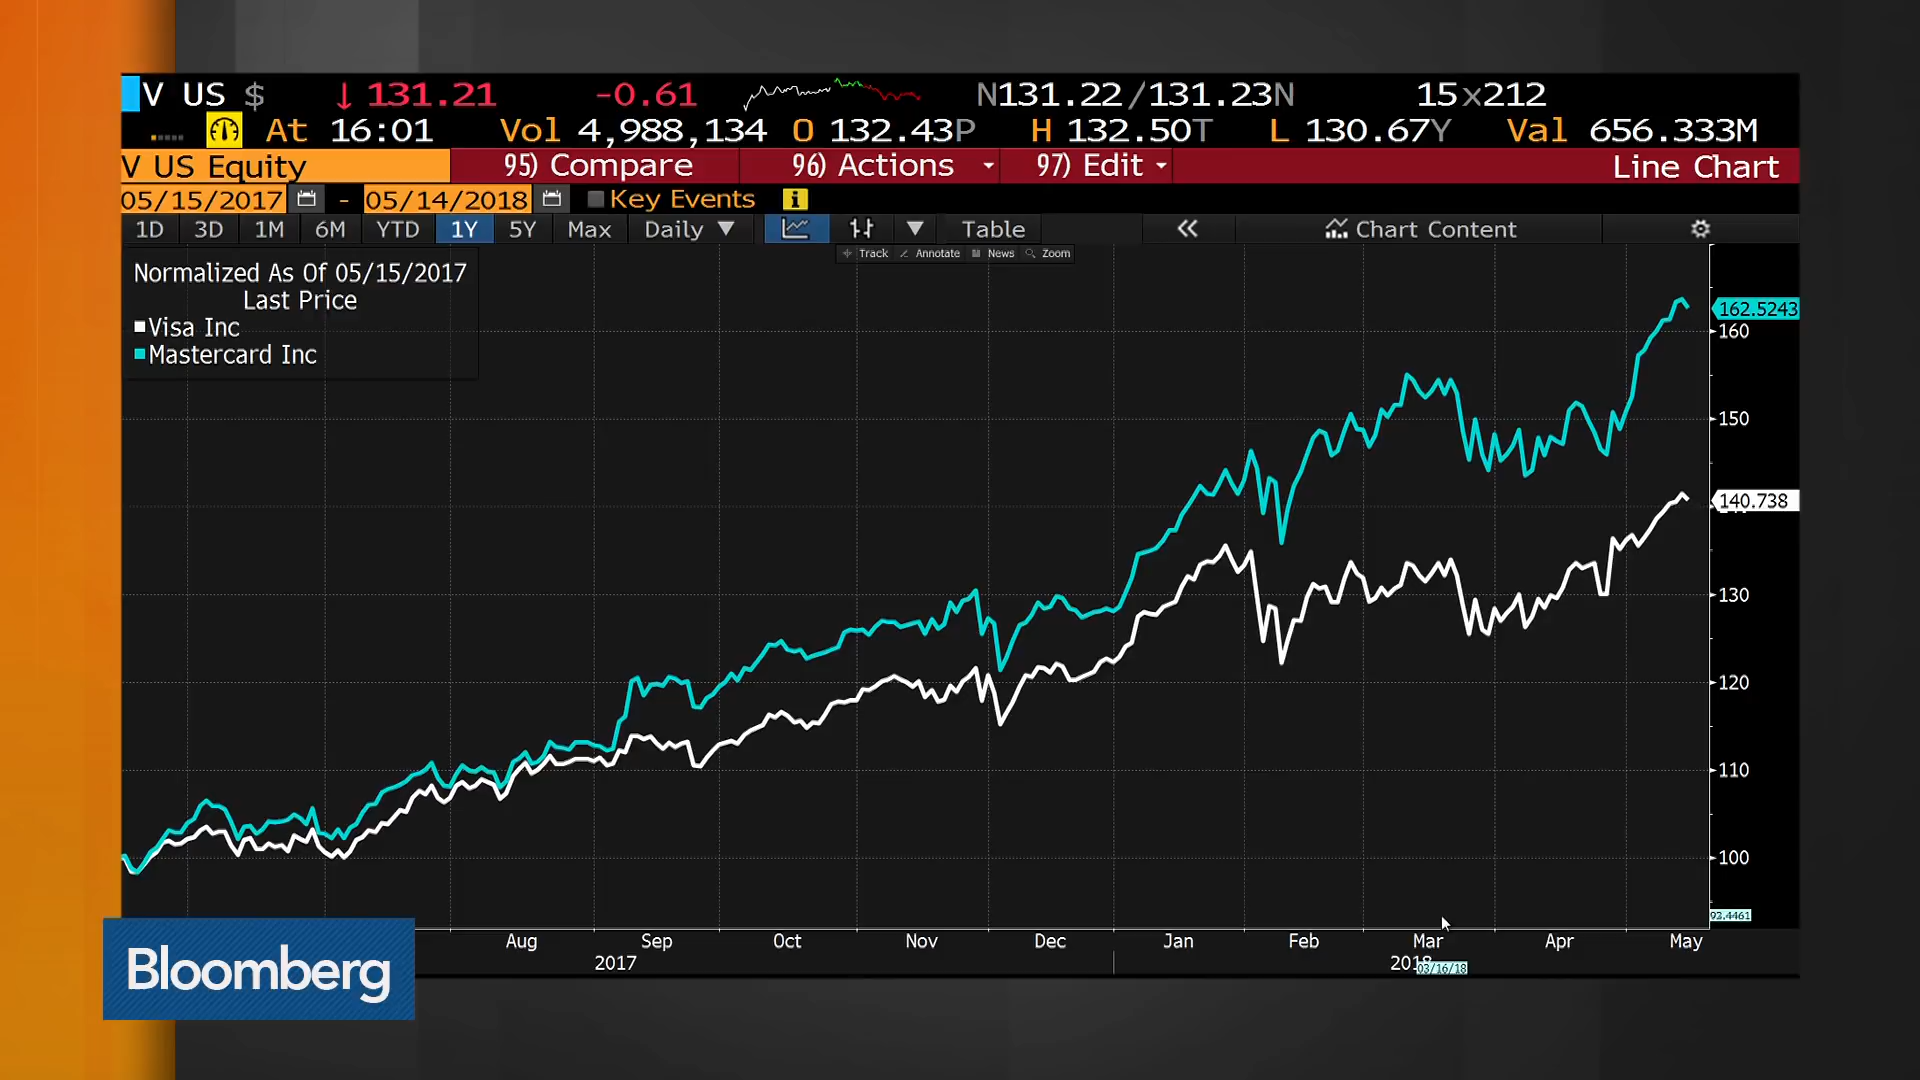 V US $ ↓ 131.21 -0.61 N131.22/131.23N 15x212
At 16:01 Vol 4,988,134 O 132.43P H 132.50T L 130.67Y Val 656.333M
V US Equity 95) Compare 96) Actions 97) Edit Line Chart
05/15/2017 - 05/14/2018 Key Events i
1D 3D 1M 6M YTD 1Y 5Y Max Daily ▼ ▼ Table « Chart Content
Track Annotate News Zoom
Normalized As Of 05/15/2017
Last Price
Visa Inc
Mastercard Inc
162.5243
160
150
140.738
130
120
110
100
Aug Sep Oct Nov Dec Jan Feb Mar Apr May
2017
03/16/18
Bloomberg